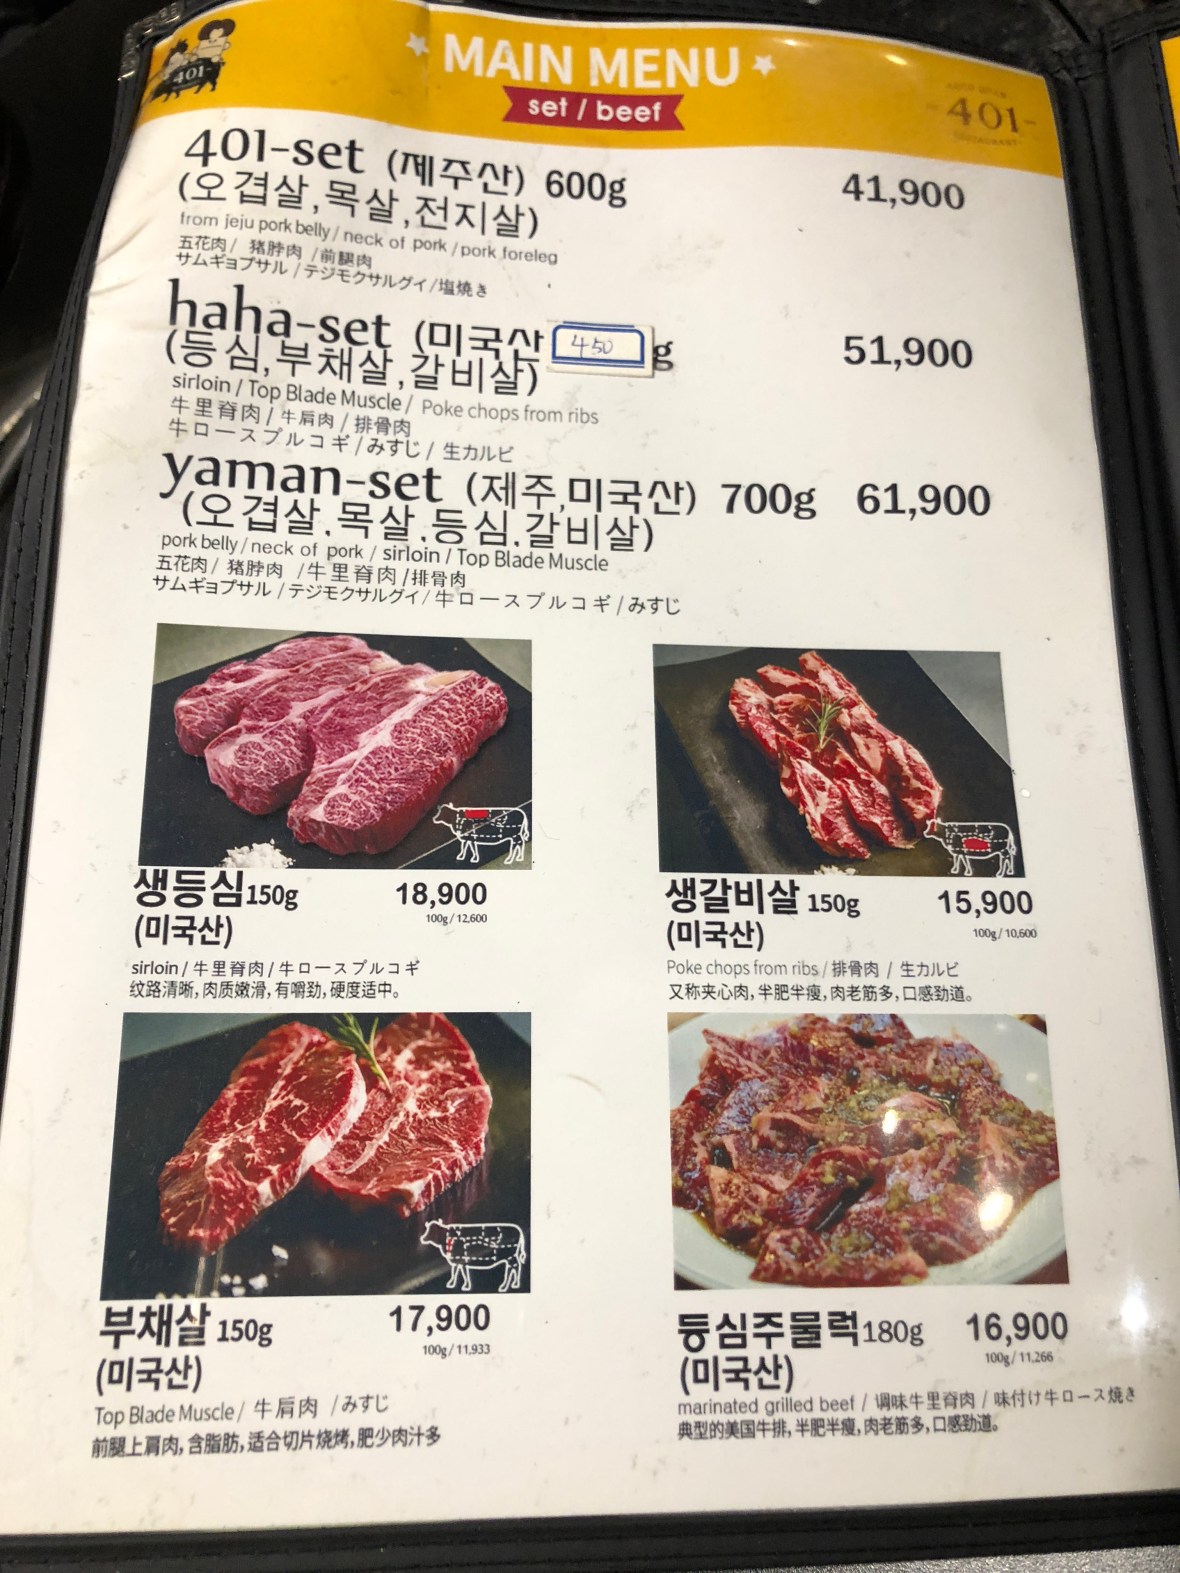 401-
MAIN MENU
set / beef
401-
401-set (제주산) 600g 41,900
(오겹살,목살,전지살)
from jeju pork belly / neck of pork / pork foreleg
五花肉 / 猪脖肉 /前腿肉
サムギョプサル / テジモクサルグイ/塩焼き
haha-set (미국산 450 g 51,900
(등심,부채살,갈비살)
sirloin / Top Blade Muscle / Poke chops from ribs
牛里脊肉 / 牛肩肉 / 排骨肉
牛ロースプルコギ /みすじ / 生カルビ
yaman-set (제주,미국산) 700g 61,900
(오겹살.목살.등심.갈비살)
pork belly / neck of pork / sirloin / Top Blade Muscle
五花肉 / 猪脖肉 /牛里脊肉 /排骨肉
サムギョプサル / テジモクサルグイ/ 牛ロースプルコギ / みすじ
생등심 150g 18,900
100g / 12,600
(미국산)
sirloin / 牛里脊肉 / 牛ロースプルコギ
纹路清晰, 肉质嫩滑, 有嚼劲, 硬度适中。
생갈비살 150g 15,900
100g / 10,600
(미국산)
Poke chops from ribs / 排骨肉 / 生カルビ
又称夹心肉, 半肥半瘦, 肉老筋多, 口感劲道。
부채살 150g 17,900
100g / 11,933
(미국산)
Top Blade Muscle / 牛肩肉 / みすじ
前腿上肩肉, 含脂肪, 适合切片烧烤, 肥少肉汁多
등심주물럭 180g 16,900
100g / 11,266
(미국산)
marinated grilled beef / 调味牛里脊肉 / 味付け牛ロース焼き
典型的美国牛排, 半肥半瘦, 肉老筋多, 口感劲道。